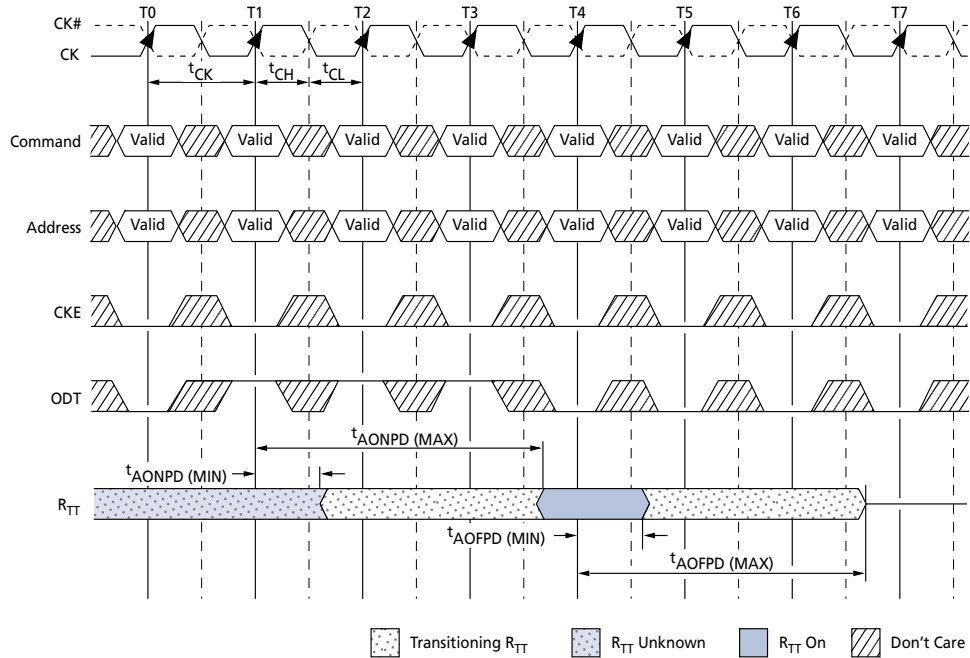 T0 T1 T2 T3 T4 T5 T6 T7
CK#
CK
tCK tCH tCL
Command Valid Valid Valid Valid Valid Valid Valid Valid
Address Valid Valid Valid Valid Valid Valid Valid Valid
CKE
ODT
tAONPD (MAX)
tAONPD (MIN)
RTT
tAOFPD (MIN)
tAOFPD (MAX)
Transitioning RTT RTT Unknown RTT On Don't Care